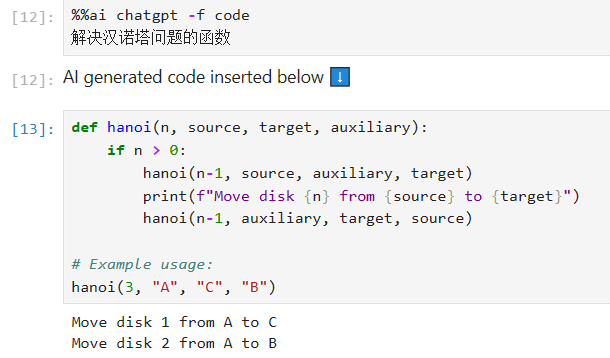 [12]: %%ai chatgpt -f code
解决汉诺塔问题的函数
[12]: AI generated code inserted below ⬇️
[13]: def hanoi(n, source, target, auxiliary):
    if n > 0:
        hanoi(n-1, source, auxiliary, target)
        print(f"Move disk {n} from {source} to {target}")
        hanoi(n-1, auxiliary, target, source)
# Example usage:
hanoi(3, "A", "C", "B")
Move disk 1 from A to C
Move disk 2 from A to B